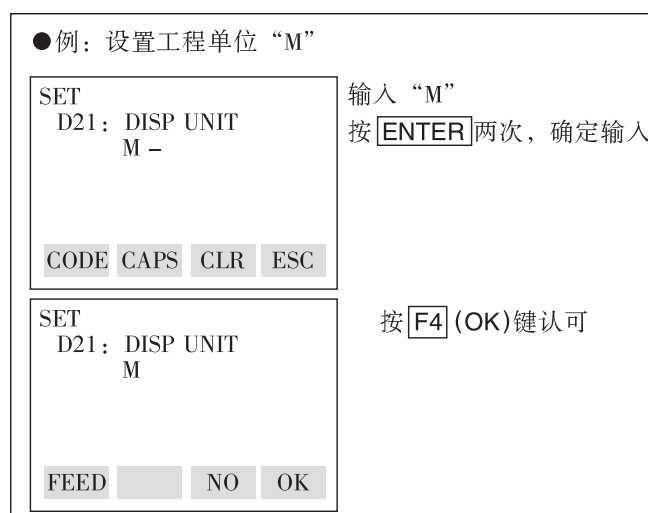 ●例：设置工程单位“M”
SET
D21：DISP UNIT
M –
CODE CAPS CLR ESC
输入“M”
按ENTER两次，确定输入
SET
D21：DISP UNIT
M
FEED NO OK
按F4(OK)键认可